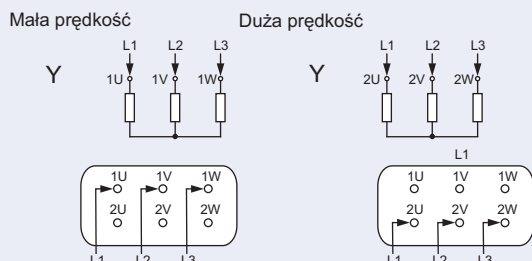 Mała prędkość Duża prędkość
L1 L2 L3 L1 L2 L3
Y 1U 1V 1W Y 2U 2V 2W
L1
1U 1V 1W 1U 1V 1W
2U 2V 2W 2U 2V 2W
L1 L2 L3 L1 L2 L3